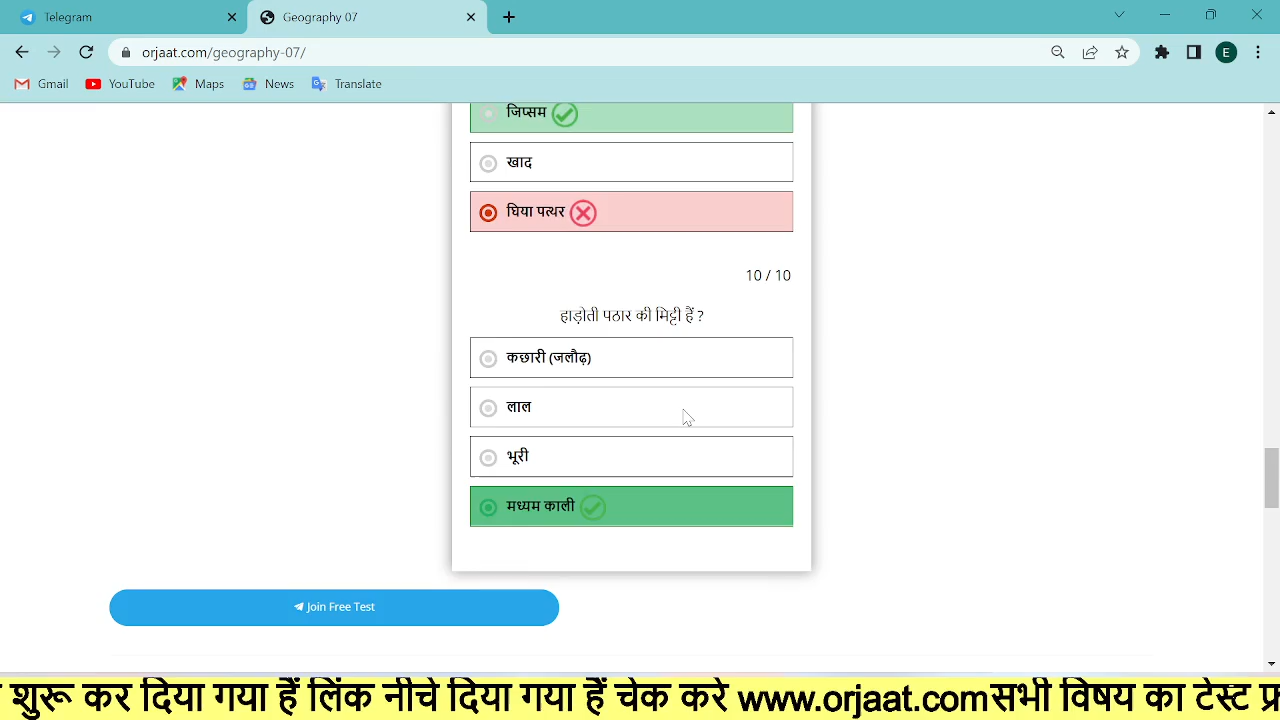 Telegram
Geography 07
orjaat.com/geography-07/
E
Gmail
YouTube
Maps
News
Translate
जिप्सम
खाद
घिया पत्थर
10 / 10
हाड़ोती पठार की मिट्टी हैं ?
कछारी (जलौढ़)
लाल
भूरी
मध्यम काली
Join Free Test
शुरू कर दिया गया हैं लिंक नीचे दिया गया हैं चेक करे www.orjaat.comसभी विषय का टेस्ट